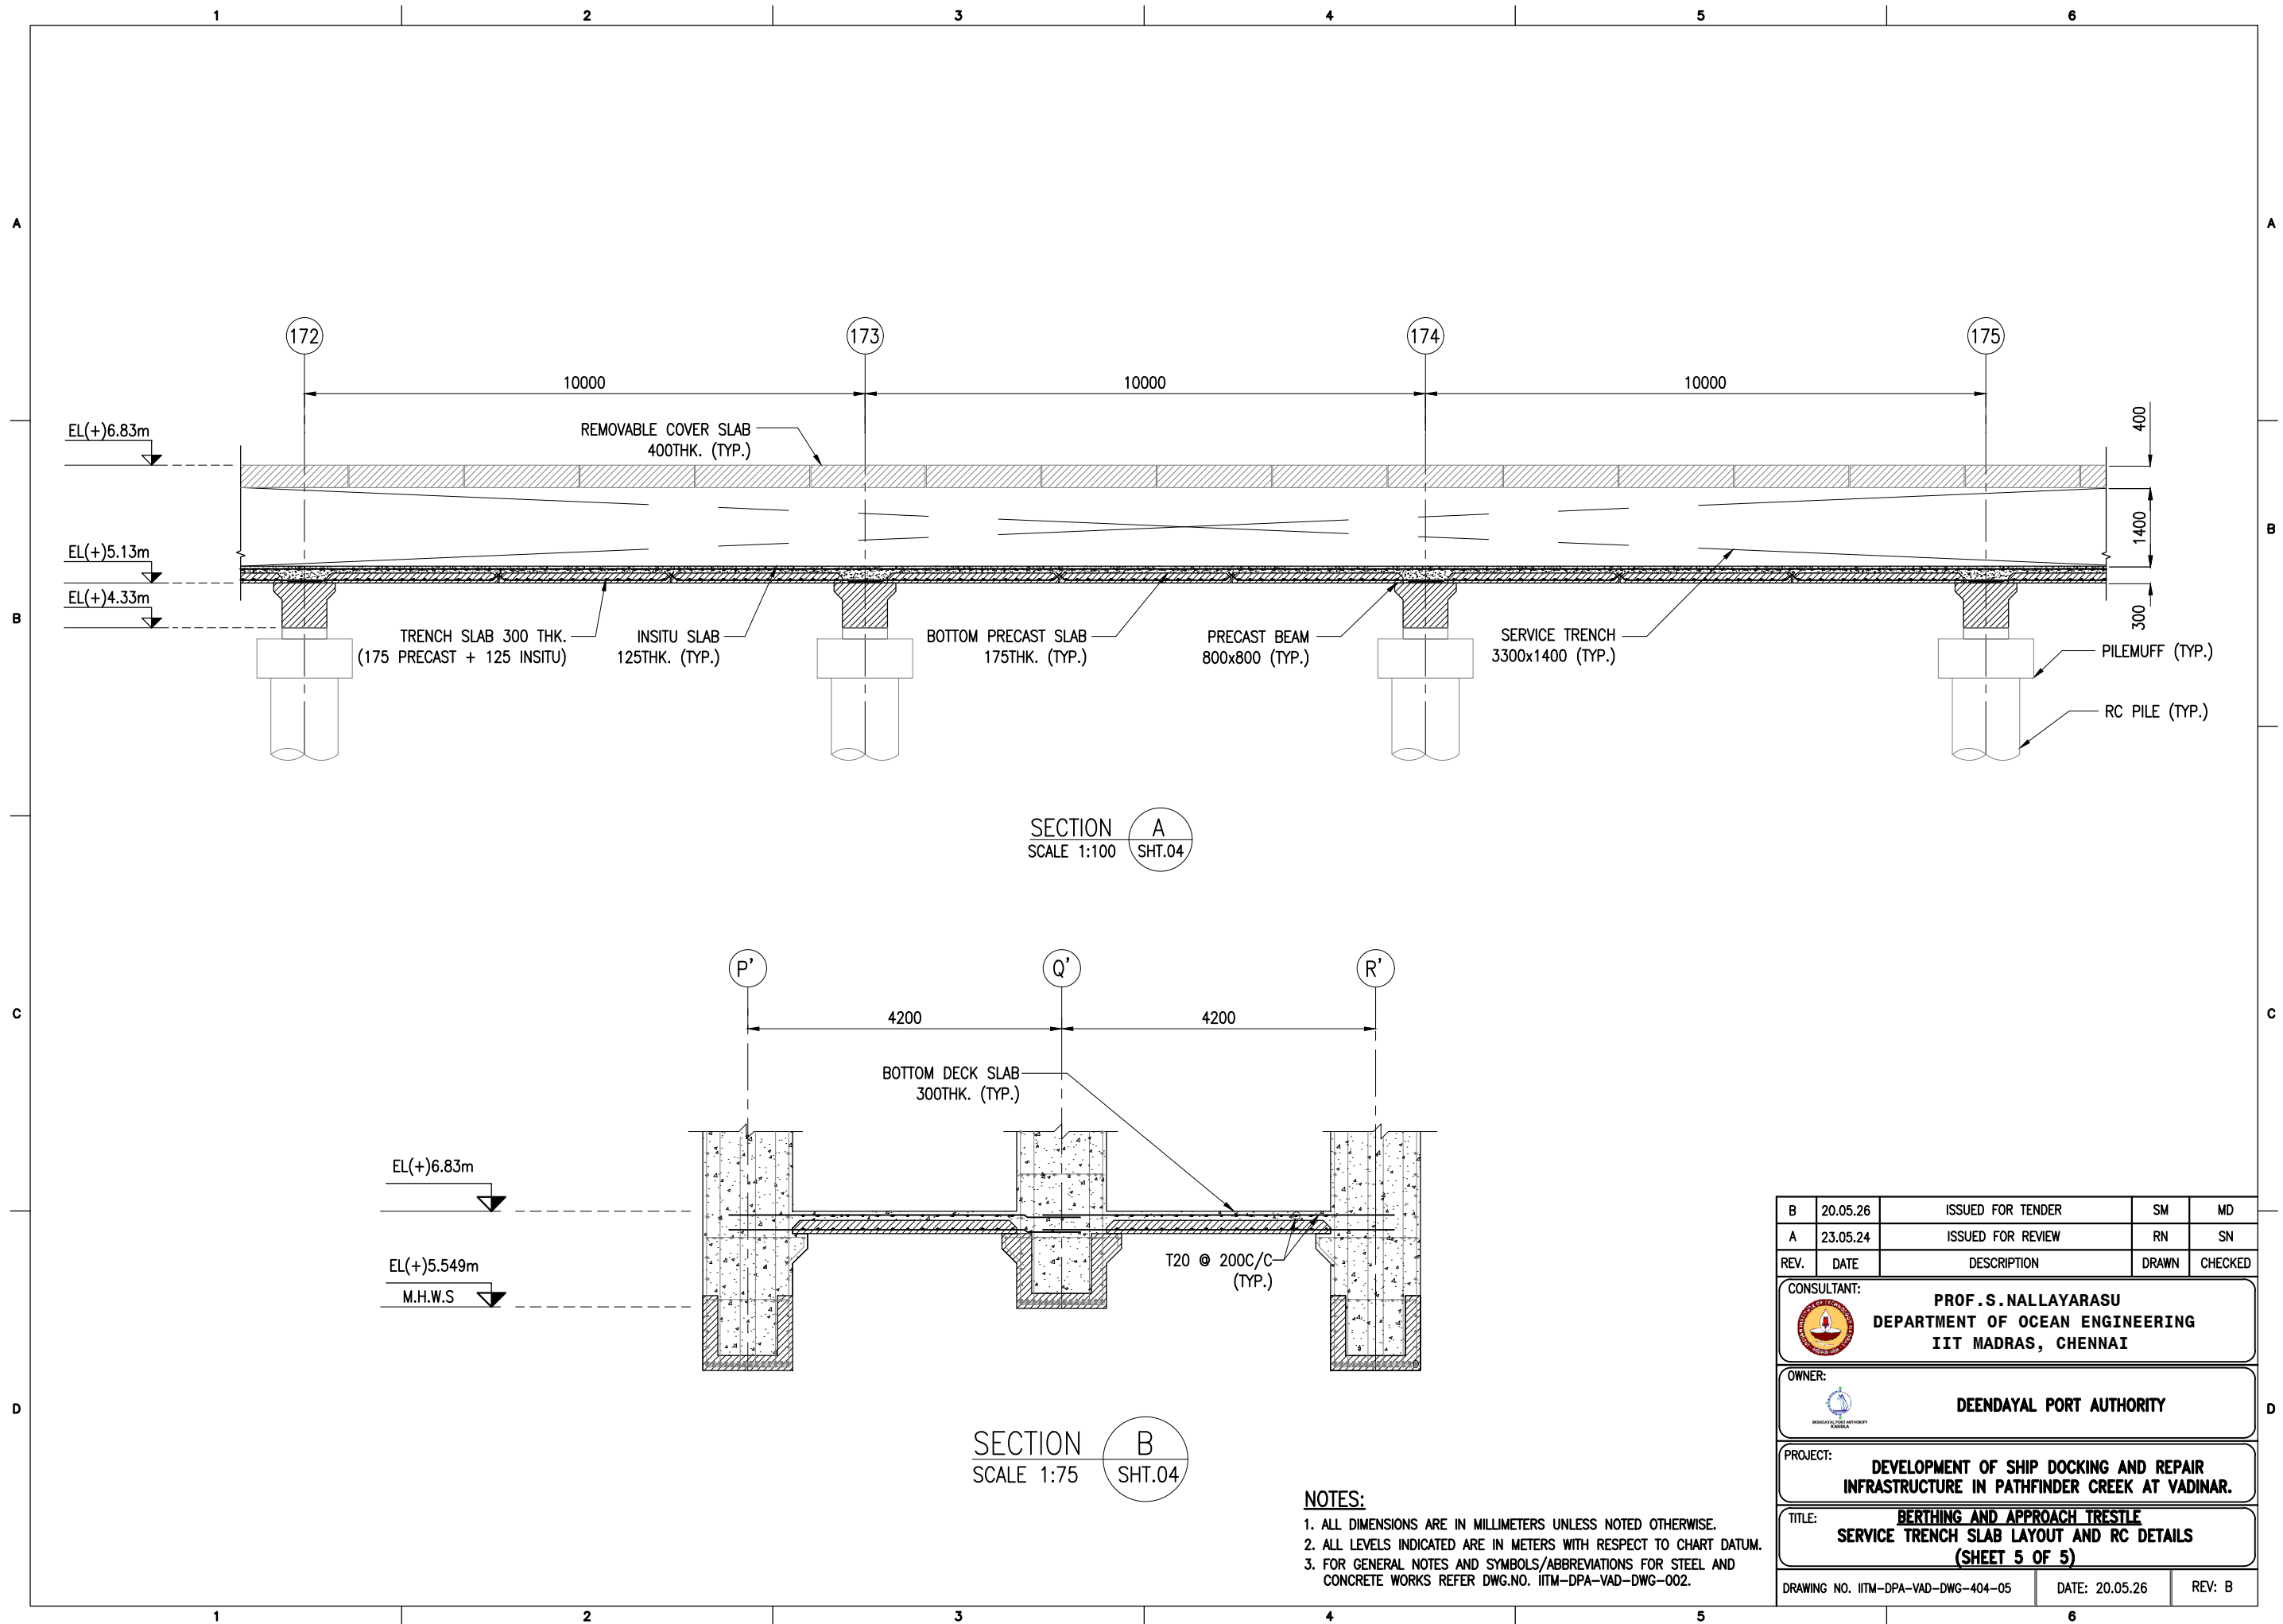 1 2 3 4 5 6
A A
172 173 174 175
10000 10000 10000
400
EL(+)6.83m
REMOVABLE COVER SLAB
400THK. (TYP.)
1400
B
EL(+)5.13m
EL(+)4.33m
B
300
TRENCH SLAB 300 THK.
(175 PRECAST + 125 INSITU)
INSITU SLAB
125THK. (TYP.)
BOTTOM PRECAST SLAB
175THK. (TYP.)
PRECAST BEAM
800x800 (TYP.)
SERVICE TRENCH
3300x1400 (TYP.)
PILEMUFF (TYP.)
RC PILE (TYP.)
SECTION A
SCALE 1:100 SHT.04
P' Q' R'
C C
4200 4200
BOTTOM DECK SLAB
300THK. (TYP.)
EL(+)6.83m
EL(+)5.549m
M.H.W.S
T20 @ 200C/C
(TYP.)
D D
SECTION B
SCALE 1:75 SHT.04
NOTES:
1. ALL DIMENSIONS ARE IN MILLIMETERS UNLESS NOTED OTHERWISE.
2. ALL LEVELS INDICATED ARE IN METERS WITH RESPECT TO CHART DATUM.
3. FOR GENERAL NOTES AND SYMBOLS/ABBREVIATIONS FOR STEEL AND
CONCRETE WORKS REFER DWG.NO. IITM-DPA-VAD-DWG-002.
B 20.05.26 ISSUED FOR TENDER SM MD
A 23.05.24 ISSUED FOR REVIEW RN SN
REV. DATE DESCRIPTION DRAWN CHECKED
CONSULTANT:
PROF.S.NALLAYARASU
DEPARTMENT OF OCEAN ENGINEERING
IIT MADRAS, CHENNAI
OWNER:
DEENDAYAL PORT AUTHORITY
KANDLA
DEENDAYAL PORT AUTHORITY
PROJECT:
DEVELOPMENT OF SHIP DOCKING AND REPAIR
INFRASTRUCTURE IN PATHFINDER CREEK AT VADINAR.
TITLE:
BERTHING AND APPROACH TRESTLE
SERVICE TRENCH SLAB LAYOUT AND RC DETAILS
(SHEET 5 OF 5)
DRAWING NO. IITM-DPA-VAD-DWG-404-05 DATE: 20.05.26 REV: B
1 2 3 4 5 6